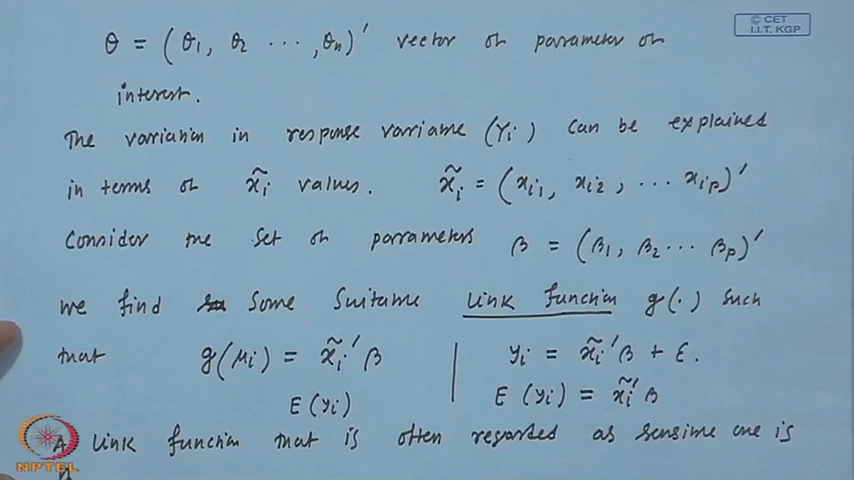 © CET
I.I.T. KGP
θ = (θ1, θ2 ..., θn)' vector of parameter of
interest.
The variation in response variable (Yi) can be explained
in terms of x̃i values. x̃i = (xi1, xi2, ... xip)'
Consider the set of parameters β = (β1, β2 ... βp)'
we find some suitable link function g(.) such
that g(μi) = x̃i'β | yi = x̃i'β + ε.
E(yi) E(yi) = x̃i'β
A link function that is often regarded as sensible one is
NPTEL